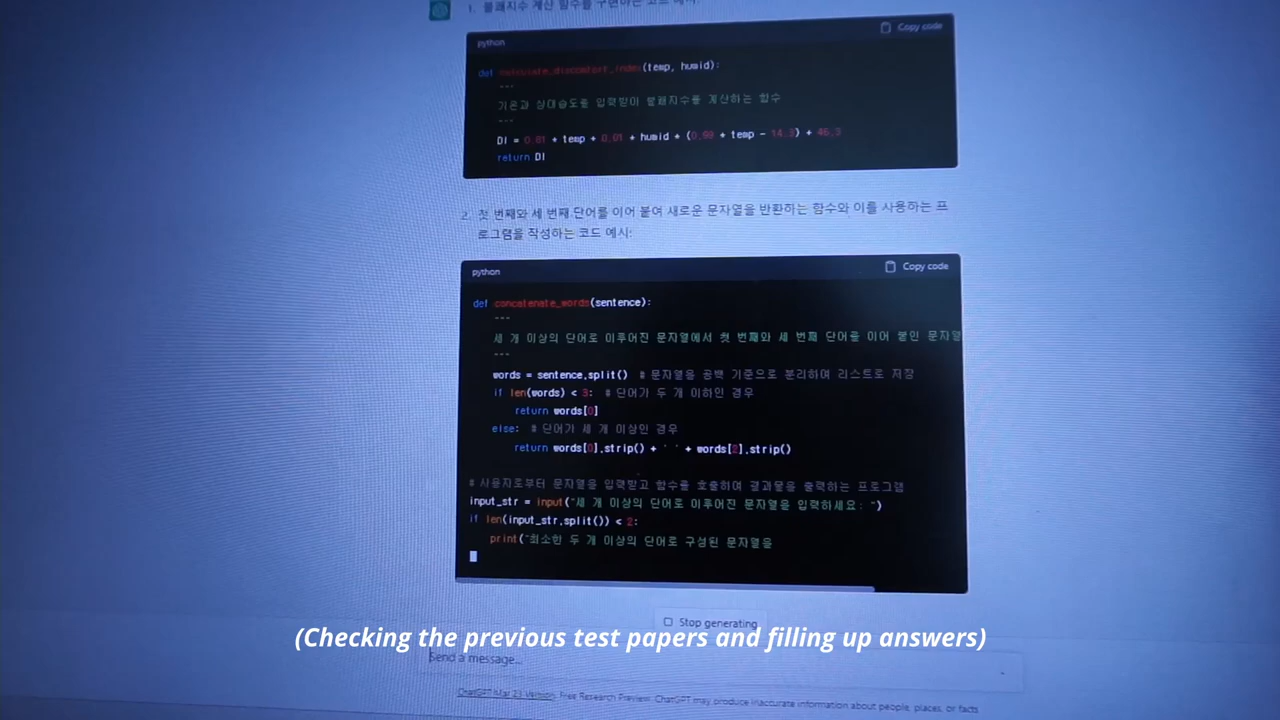 1. 불쾌지수 계산 함수를 구현하는 코드 예시:
python
Copy code
def calculate_discomfort_index(temp, humid):
"""
기온과 상대습도를 입력받아 불쾌지수를 계산하는 함수
"""
DI = 0.81 * temp + 0.01 * humid * (0.99 * temp - 14.3) + 46.3
return DI
2. 첫 번째와 세 번째 단어를 이어 붙여 새로운 문자열을 반환하는 함수와 이를 사용하는 프
로그램을 작성하는 코드 예시:
python
Copy code
def concatenate_words(sentence):
"""
세 개 이상의 단어로 이루어진 문자열에서 첫 번째와 세 번째 단어를 이어 붙인 문자열
"""
words = sentence.split() # 문자열을 공백 기준으로 분리하여 리스트로 저장
if len(words) < 3: # 단어가 두 개 이하인 경우
return words[0]
else: # 단어가 세 개 이상인 경우
return words[0].strip() + ' ' + words[2].strip()
# 사용자로부터 문자열을 입력받고 함수를 호출하여 결과물을 출력하는 프로그램
input_str = input("세 개 이상의 단어로 이루어진 문자열을 입력하세요: ")
if len(input_str.split()) < 2:
print("최소한 두 개 이상의 단어로 구성된 문자열을
Stop generating
(Checking the previous test papers and filling up answers)
Send a message...
ChatGPT Mar 23 Version. Free Research Preview. ChatGPT may produce inaccurate information about people, places, or facts